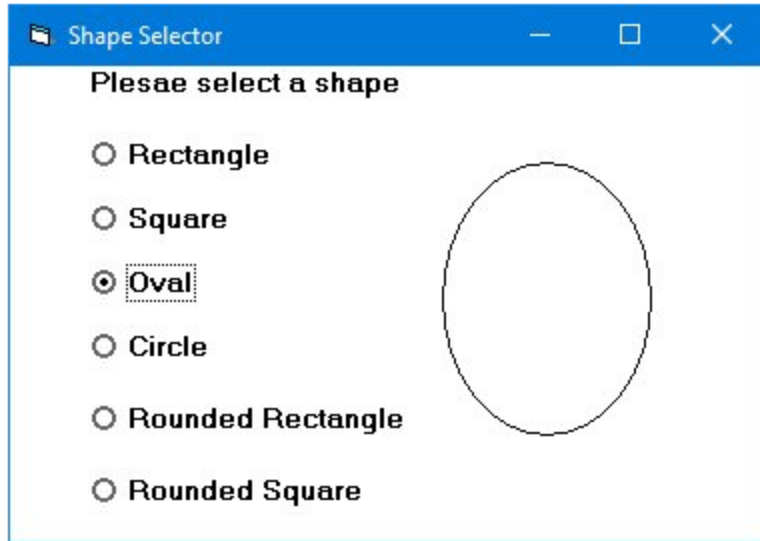 Shape Selector
Plesae select a shape
Rectangle
Square
Oval
Circle
Rounded Rectangle
Rounded Square